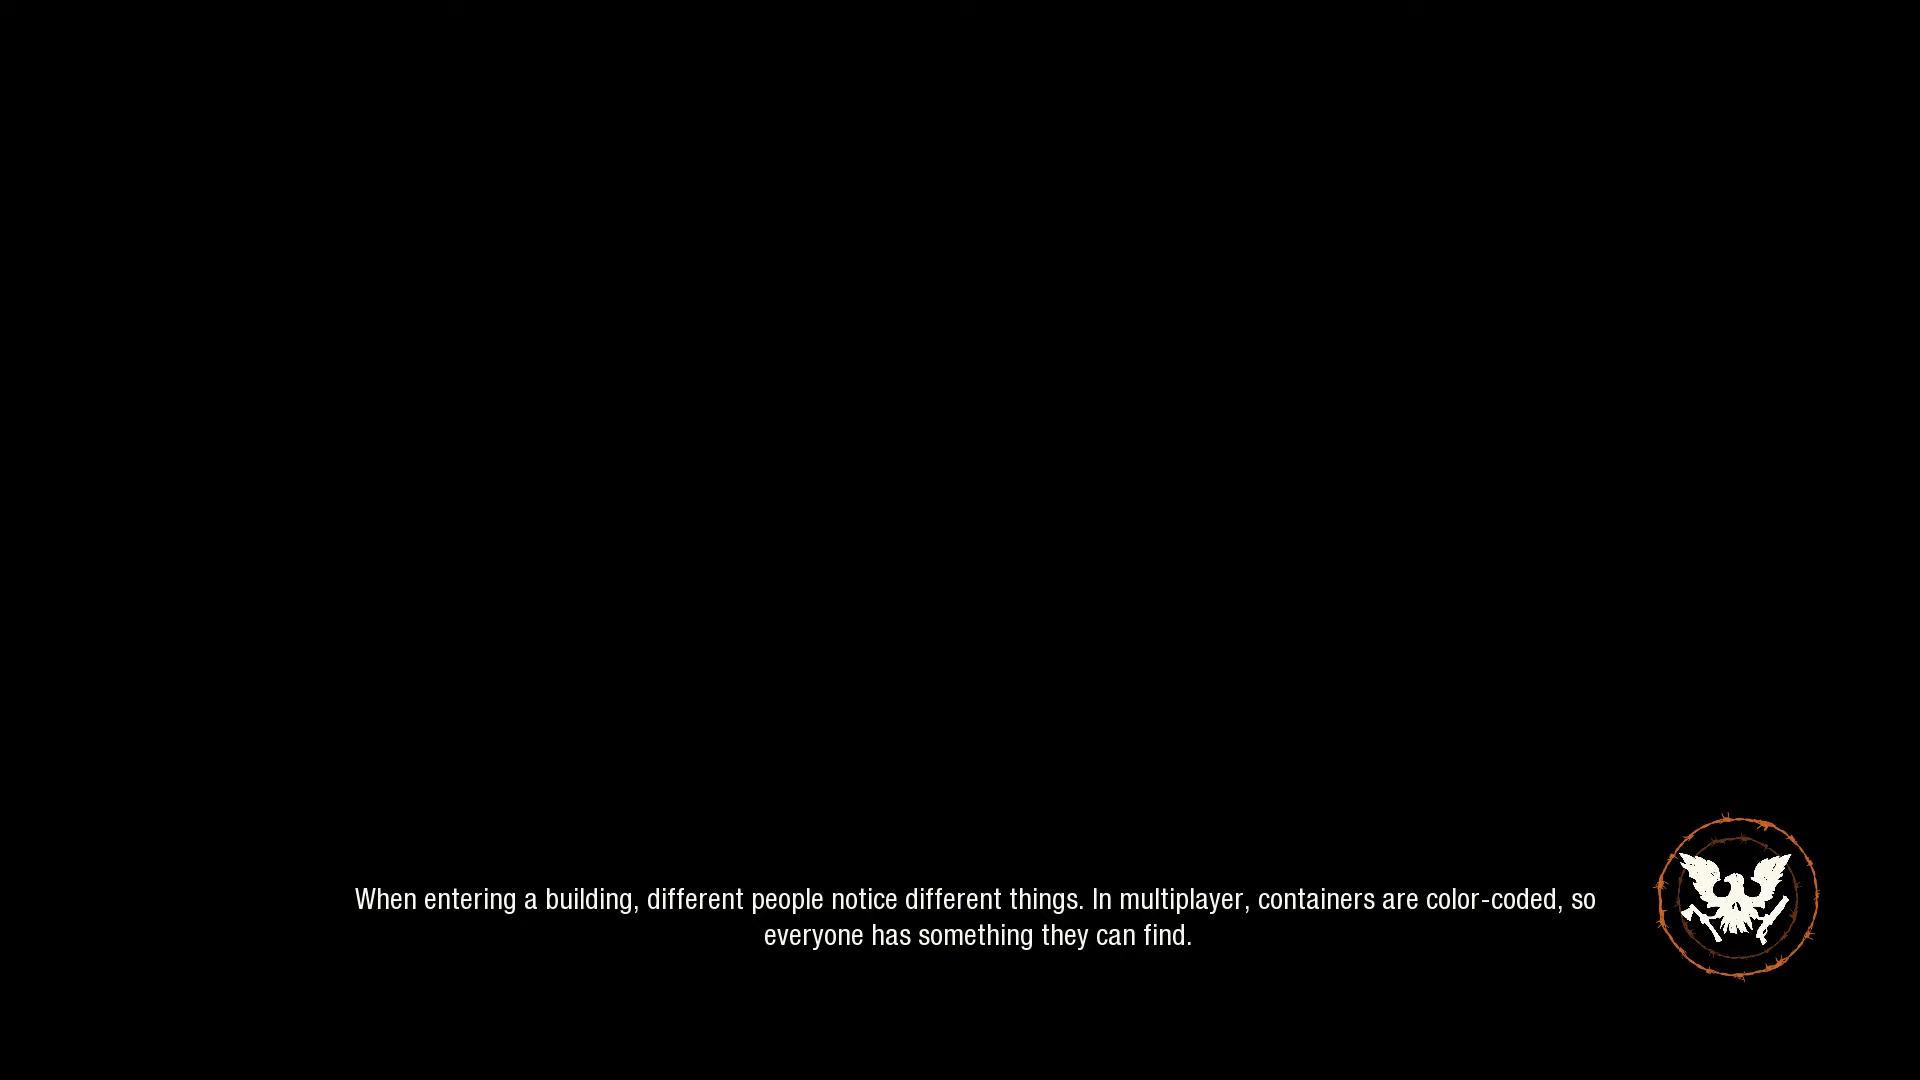 When entering a building, different people notice different things. In multiplayer, containers are color-coded, so
everyone has something they can find.